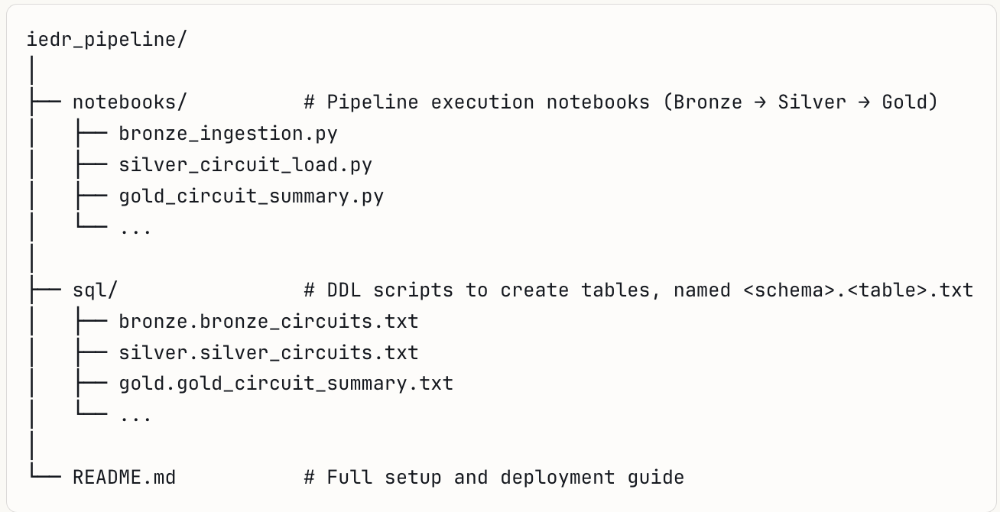 iedr_pipeline/
│
├── notebooks/          # Pipeline execution notebooks (Bronze → Silver → Gold)
│   ├── bronze_ingestion.py
│   ├── silver_circuit_load.py
│   ├── gold_circuit_summary.py
│   └── ...
│
├── sql/                # DDL scripts to create tables, named <schema>.<table>.txt
│   ├── bronze.bronze_circuits.txt
│   ├── silver.silver_circuits.txt
│   ├── gold.gold_circuit_summary.txt
│   └── ...
│
└── README.md           # Full setup and deployment guide